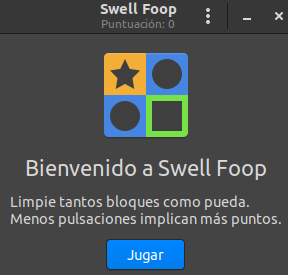 Swell Foop
Puntuación: 0
Bienvenido a Swell Foop
Limpie tantos bloques como pueda.
Menos pulsaciones implican más puntos.
Jugar